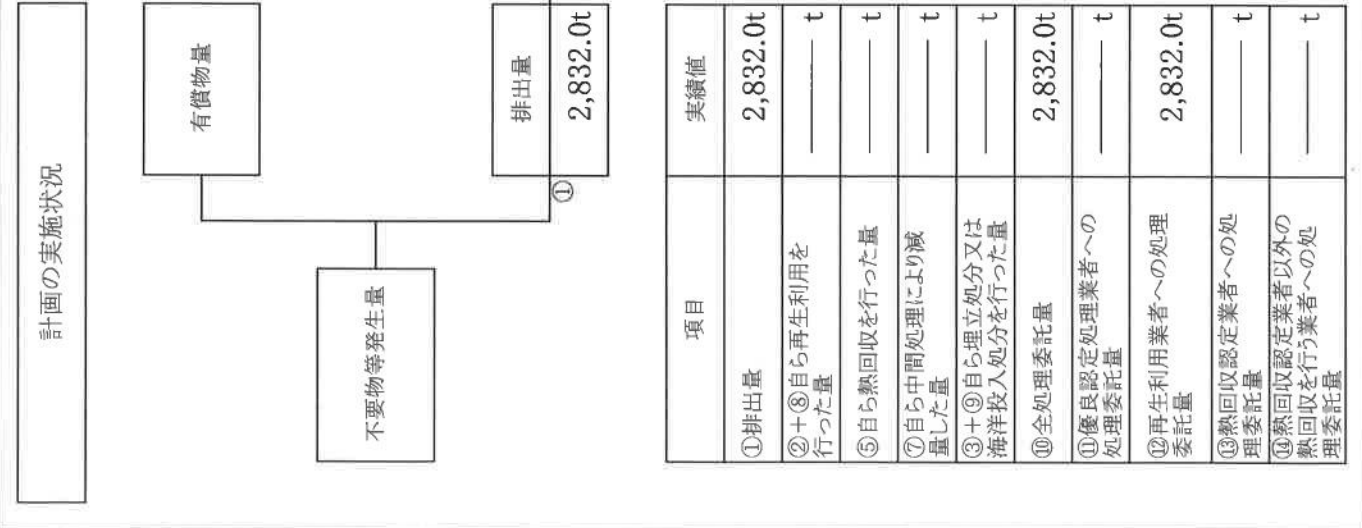 計画の実施状況
有償物量
不要物等発生量
排出量
①
2,832.0t
項目
実績値
①排出量
2,832.0t
②+⑧自ら再生利用を
行った量
—— t
⑤自ら熱回収を行った量
—— t
⑦自ら中間処理により減
量した量
—— t
③+⑨自ら埋立処分又は
海洋投入処分を行った量
—— t
⑩全処理委託量
2,832.0t
⑪優良認定処理業者への
処理委託量
—— t
⑫再生利用業者への処理
委託量
2,832.0t
⑬熱回収認定業者への処
理委託量
—— t
⑭熱回収認定業者以外の
熱回収を行う業者への処
理委託量
—— t